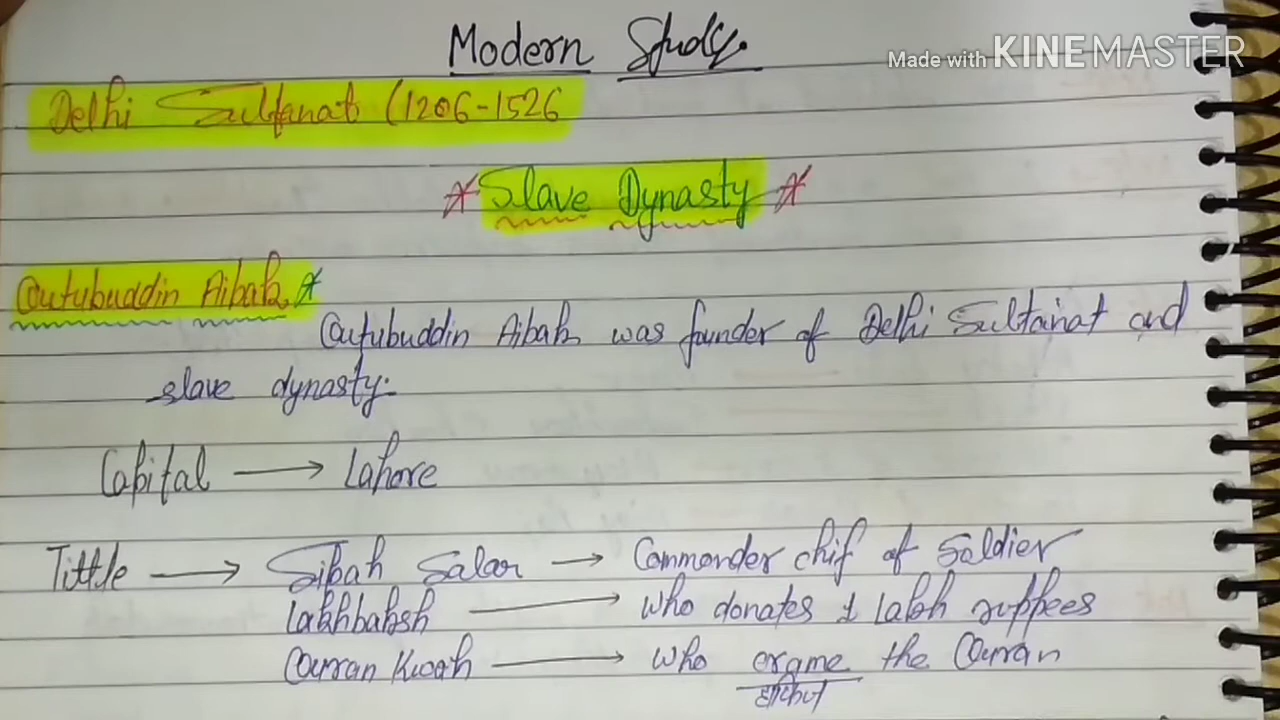 Modern Study.
Made with KINEMASTER
Delhi Sultanat (1206-1526
* Slave Dynasty *
Qutubuddin Aibak *
Qutubuddin Aibak was founder of Delhi Sultanat and
slave dynasty.
Capital → Lahore
Tittle → Sipah Salar → Commander chif of Soldier
Lakhbaksh → Who donates 1 Lakh ruppees
Quran Kwah → Who crame the Quran